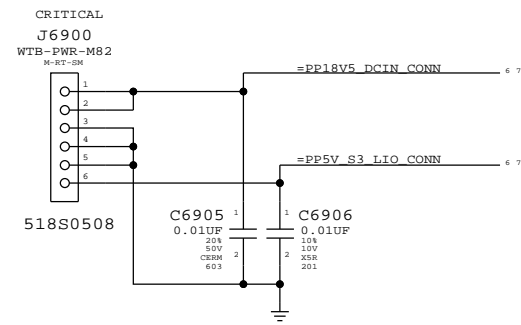 CRITICAL
J6900
WTB-PWR-M82
M-RT-SM
1
2
3
4
5
6
518S0508
=PP18V5_DCIN_CONN 6 7
=PP5V_S3_LIO_CONN 6 7
C6905 1
0.01UF
20%
50V
CERM 2
603
1 C6906
0.01UF
10%
10V
2 X5R
201